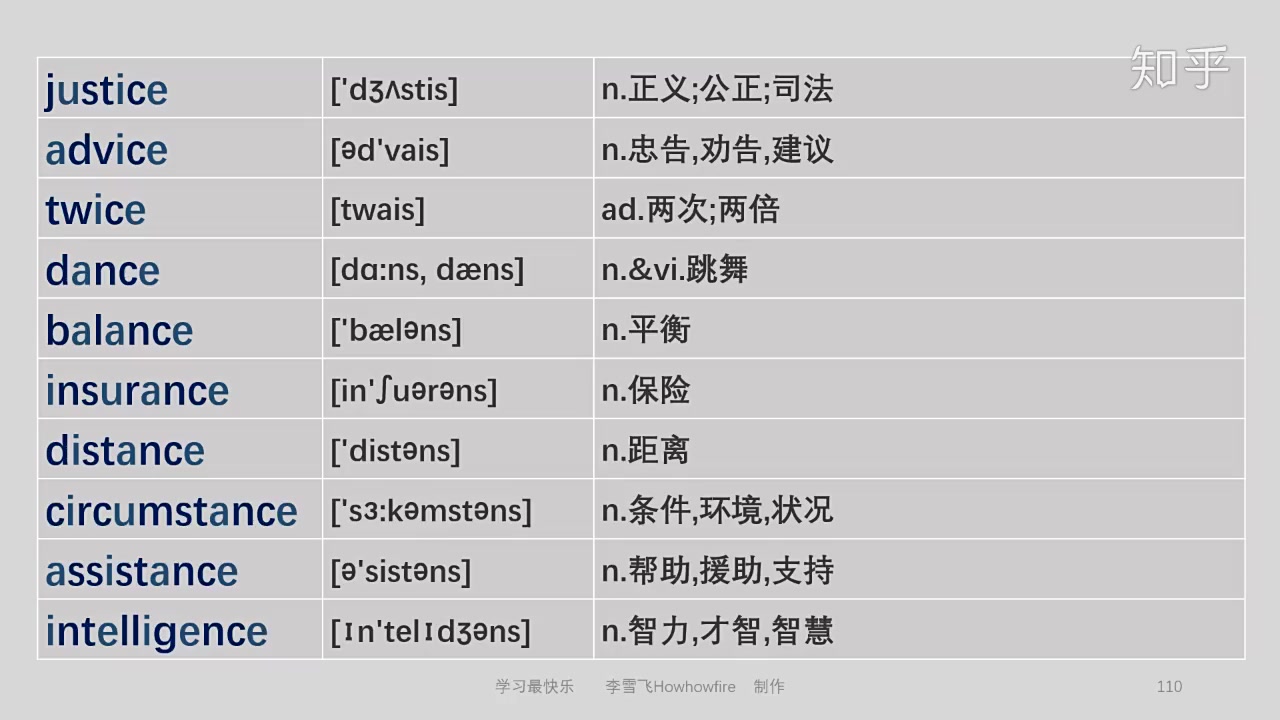 知乎
justice ['dʒʌstis] n.正义;公正;司法
advice [əd'vais] n.忠告,劝告,建议
twice [twais] ad.两次;两倍
dance [dɑ:ns, dæns] n.&vi.跳舞
balance ['bæləns] n.平衡
insurance [in'ʃuərəns] n.保险
distance ['distəns] n.距离
circumstance ['sɜ:kəmstəns] n.条件,环境,状况
assistance [ə'sistəns] n.帮助,援助,支持
intelligence [ɪn'telɪdʒəns] n.智力,才智,智慧
学习最快乐 李雪飞Howhowfire 制作 110